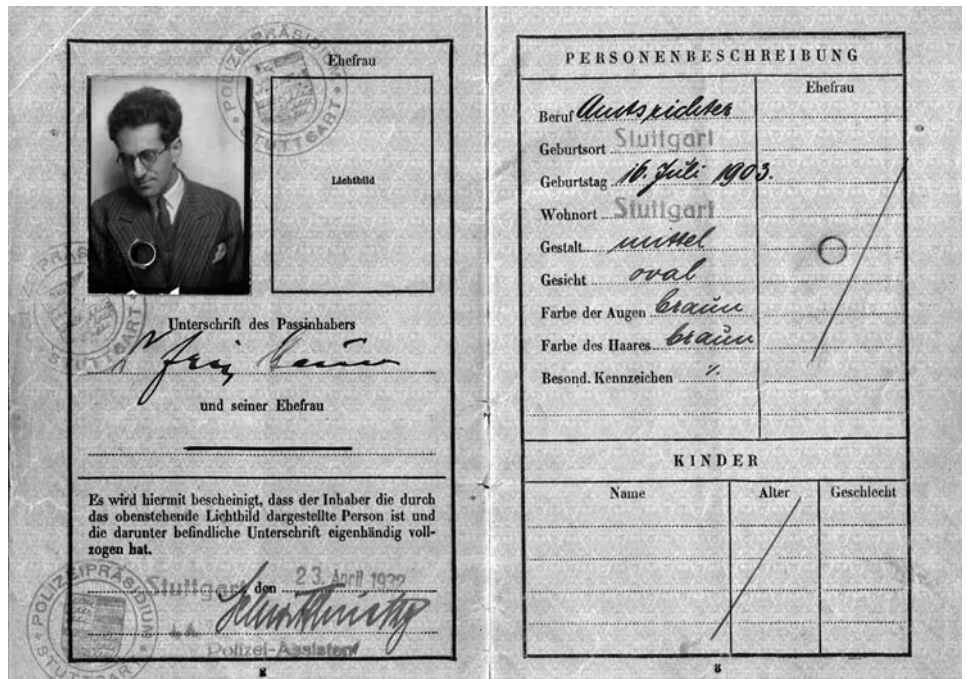 POLIZEIPRÄSIDIUM
STUTTGART
Ehefrau
Lichtbild
Unterschrift des Passinhabers
Fritz
und seiner Ehefrau
Es wird hiermit bescheinigt, dass der Inhaber die durch
das obenstehende Lichtbild dargestellte Person ist und
die darunter befindliche Unterschrift eigenhändig voll-
zogen hat.
Stuttgart, den 23. April 1932
Polizei-Assistent
POLIZEIPRÄSIDIUM
STUTTGART
PERSONENBESCHREIBUNG
Ehefrau
Beruf Amtsrichter
Geburtsort Stuttgart
Geburtstag 16. Juli 1903.
Wohnort Stuttgart
Gestalt mittel
Gesicht oval
Farbe der Augen braun
Farbe des Haares braun
Besond. Kennzeichen %
KINDER
Name Alter Geschlecht